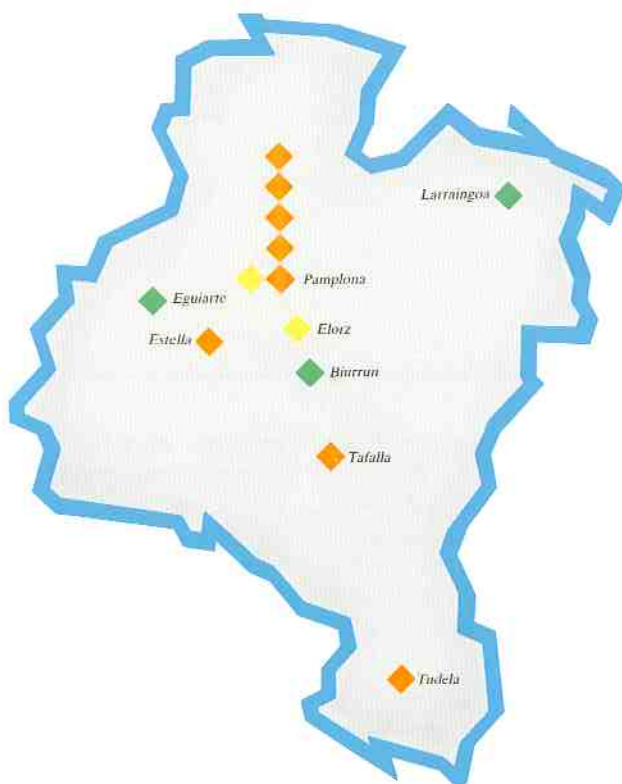 Larraingoa
Pamplona
Eguiarte
Elorz
Estella
Biurrun
Tafalla
Tudela